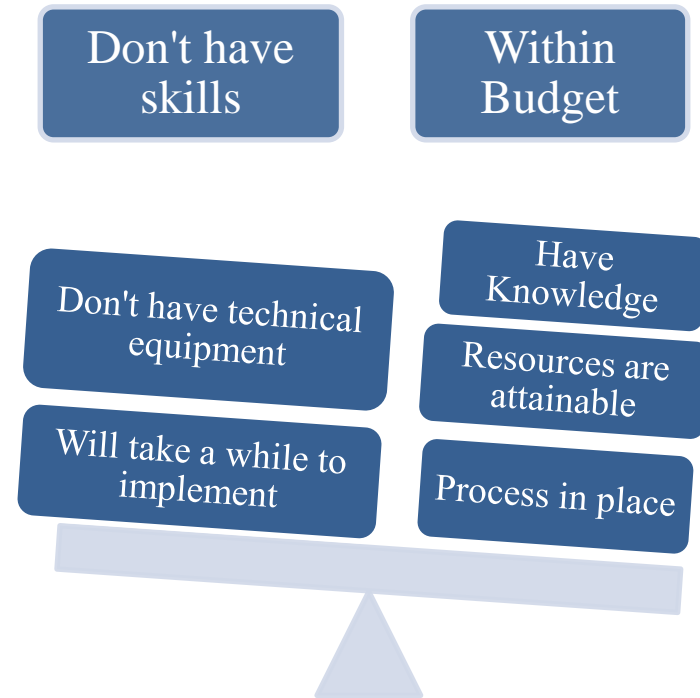 Don't have
skills
Within
Budget
Don't have technical
equipment
Will take a while to
implement
Have
Knowledge
Resources are
attainable
Process in place